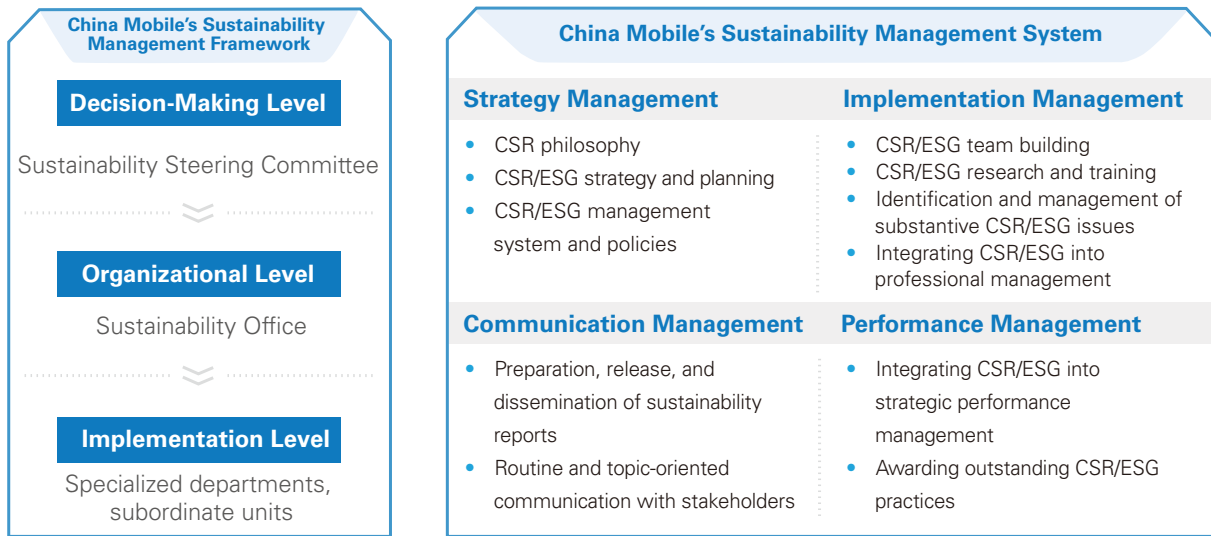 China Mobile's Sustainability
Management Framework
Decision-Making Level
Sustainability Steering Committee
Organizational Level
Sustainability Office
Implementation Level
Specialized departments,
subordinate units
China Mobile's Sustainability Management System
Strategy Management
• CSR philosophy
• CSR/ESG strategy and planning
• CSR/ESG management
system and policies
Implementation Management
• CSR/ESG team building
• CSR/ESG research and training
• Identification and management of
substantive CSR/ESG issues
• Integrating CSR/ESG into
professional management
Communication Management
• Preparation, release, and
dissemination of sustainability
reports
• Routine and topic-oriented
communication with stakeholders
Performance Management
• Integrating CSR/ESG into
strategic performance
management
• Awarding outstanding CSR/ESG
practices